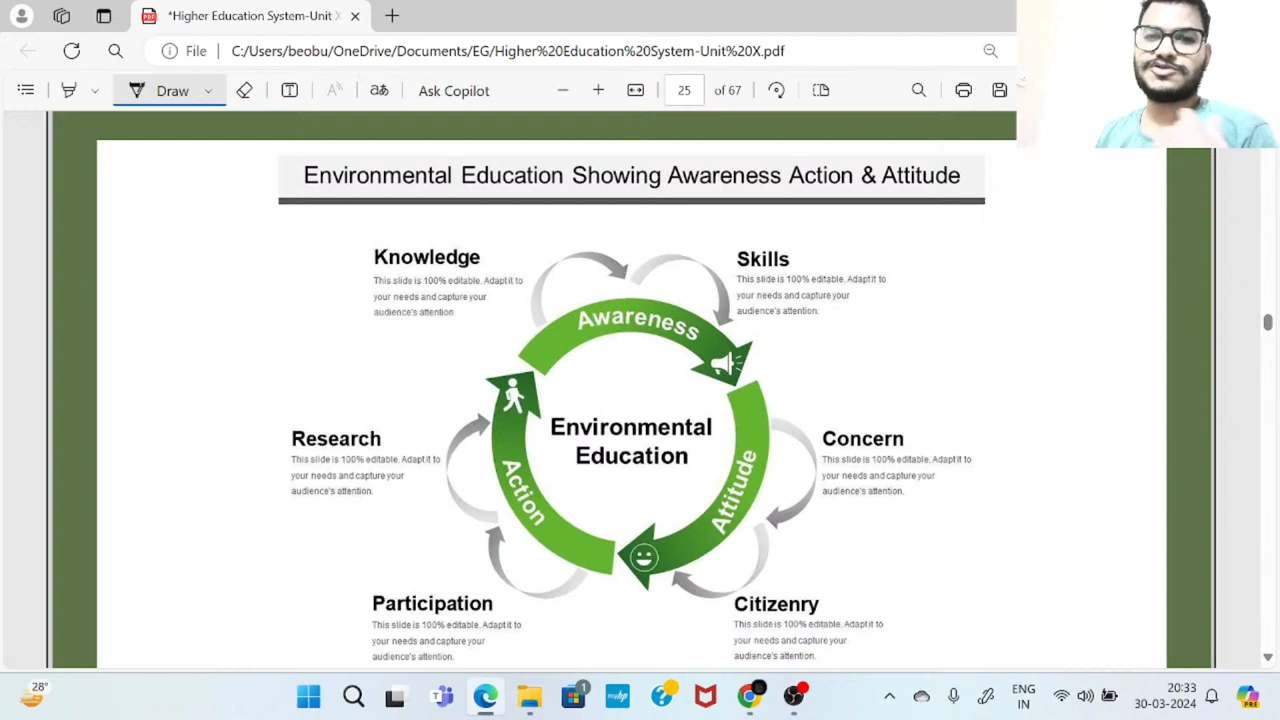 *Higher Education System-Unit X
File
C:/Users/beobu/OneDrive/Documents/EG/Higher%20Education%20System-Unit%20X.pdf
Draw
Ask Copilot
25
of 67
Environmental Education Showing Awareness Action & Attitude
Knowledge
This slide is 100% editable. Adapt it to
your needs and capture your
audience's attention
Skills
This slide is 100% editable. Adapt it to
your needs and capture your
audience's attention.
Awareness
Environmental
Education
Research
This slide is 100% editable. Adapt it to
your needs and capture your
audience's attention.
Concern
This slide is 100% editable. Adapt it to
your needs and capture your
audience's attention.
Action
Attitude
Participation
This slide is 100% editable. Adapt it to
your needs and capture your
audience's attention.
Citizenry
This slide is 100% editable. Adapt it to
your needs and capture your
audience's attention.
28°
1
myhp
ENG
IN
20:33
30-03-2024
PRE